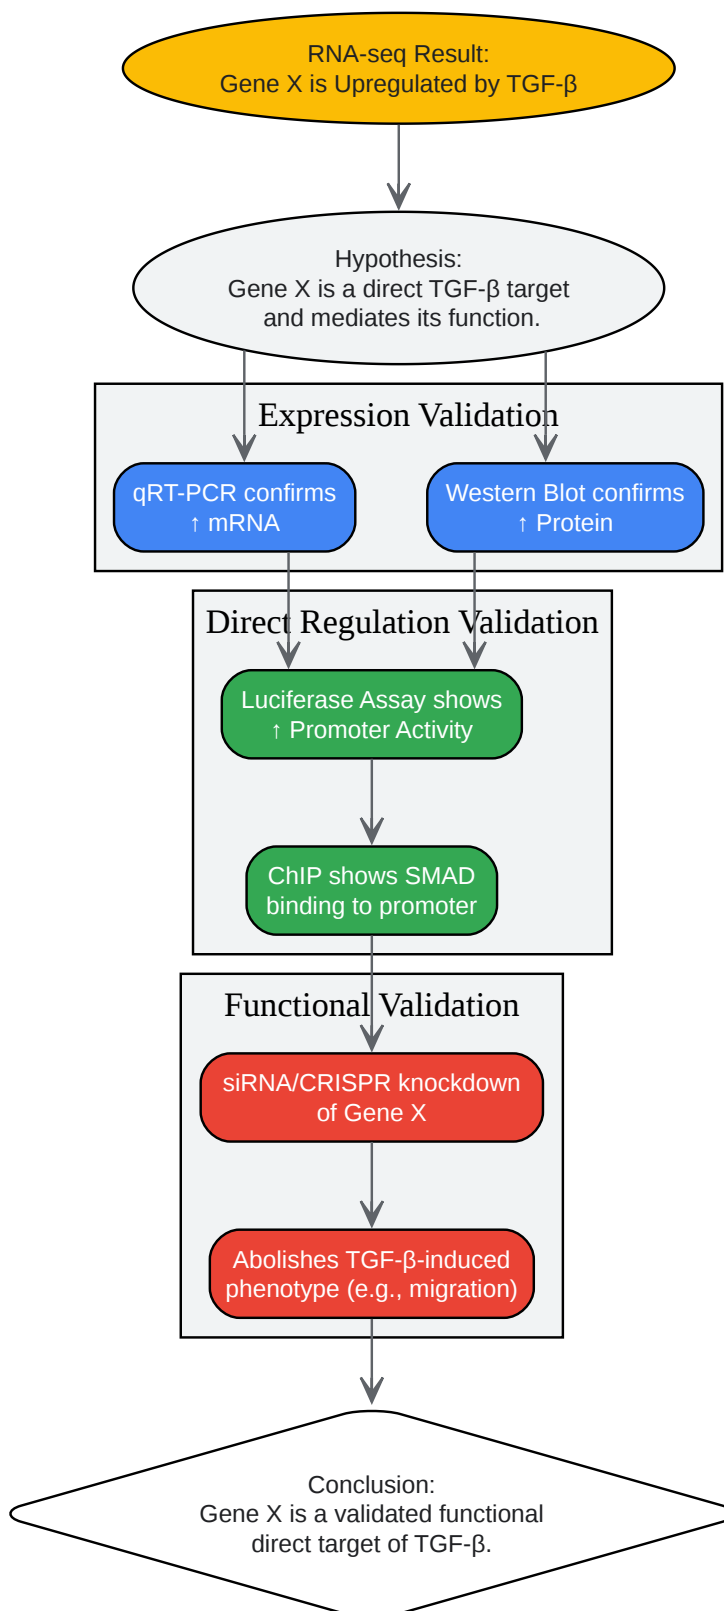 RNA-seq Result:
Gene X is Upregulated by TGF-β
Hypothesis:
Gene X is a direct TGF-β target
and mediates its function.
Expression Validation
qRT-PCR confirms
↑ mRNA
Western Blot confirms
↑ Protein
Direct Regulation Validation
Luciferase Assay shows
↑ Promoter Activity
ChIP shows SMAD
binding to promoter
Functional Validation
siRNA/CRISPR knockdown
of Gene X
Abolishes TGF-β-induced
phenotype (e.g., migration)
Conclusion:
Gene X is a validated functional
direct target of TGF-β.